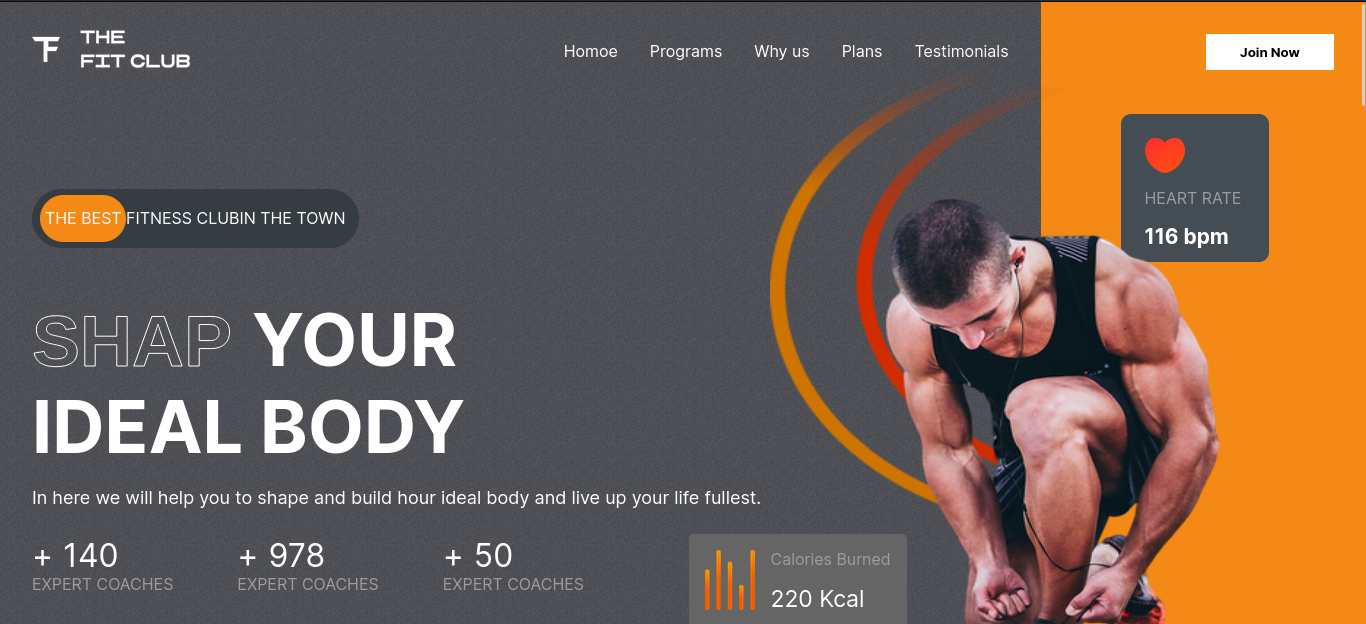 THE
FIT CLUB
Homoe Programs Why us Plans Testimonials
Join Now
HEART RATE
116 bpm
THE BEST FITNESS CLUBIN THE TOWN
SHAP YOUR
IDEAL BODY
In here we will help you to shape and build hour ideal body and live up your life fullest.
+ 140 + 978 + 50
EXPERT COACHES EXPERT COACHES EXPERT COACHES
Calories Burned
220 Kcal